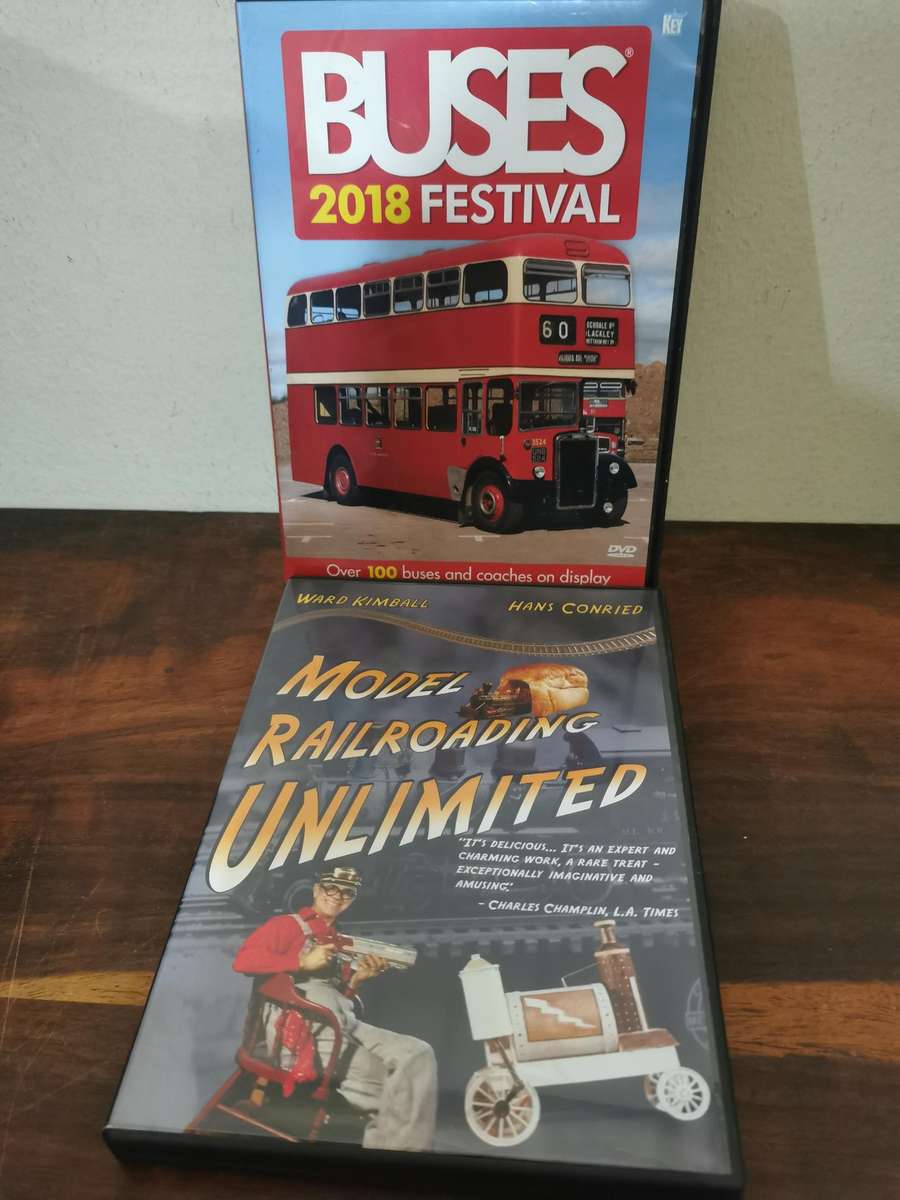 KEY
BUSES®
2018 FESTIVAL
60
3524
DVD
Over 100 buses and coaches on display
WARD KIMBALL
HANS CONRIED
MODEL
RAILROADING
UNLIMITED
"IT'S DELICIOUS... IT'S AN EXPERT AND
CHARMING WORK, A RARE TREAT -
EXCEPTIONALLY IMAGINATIVE AND
AMUSING."
- CHARLES CHAMPLIN, L.A. TIMES